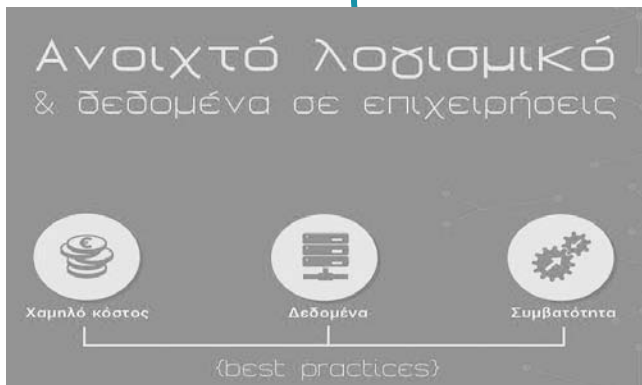 Ανοιχτό λογισμικό
& δεδομένα σε επιχειρήσεις
€
Χαμηλό κόστος Δεδομένα Συμβατότητα
{best practices}